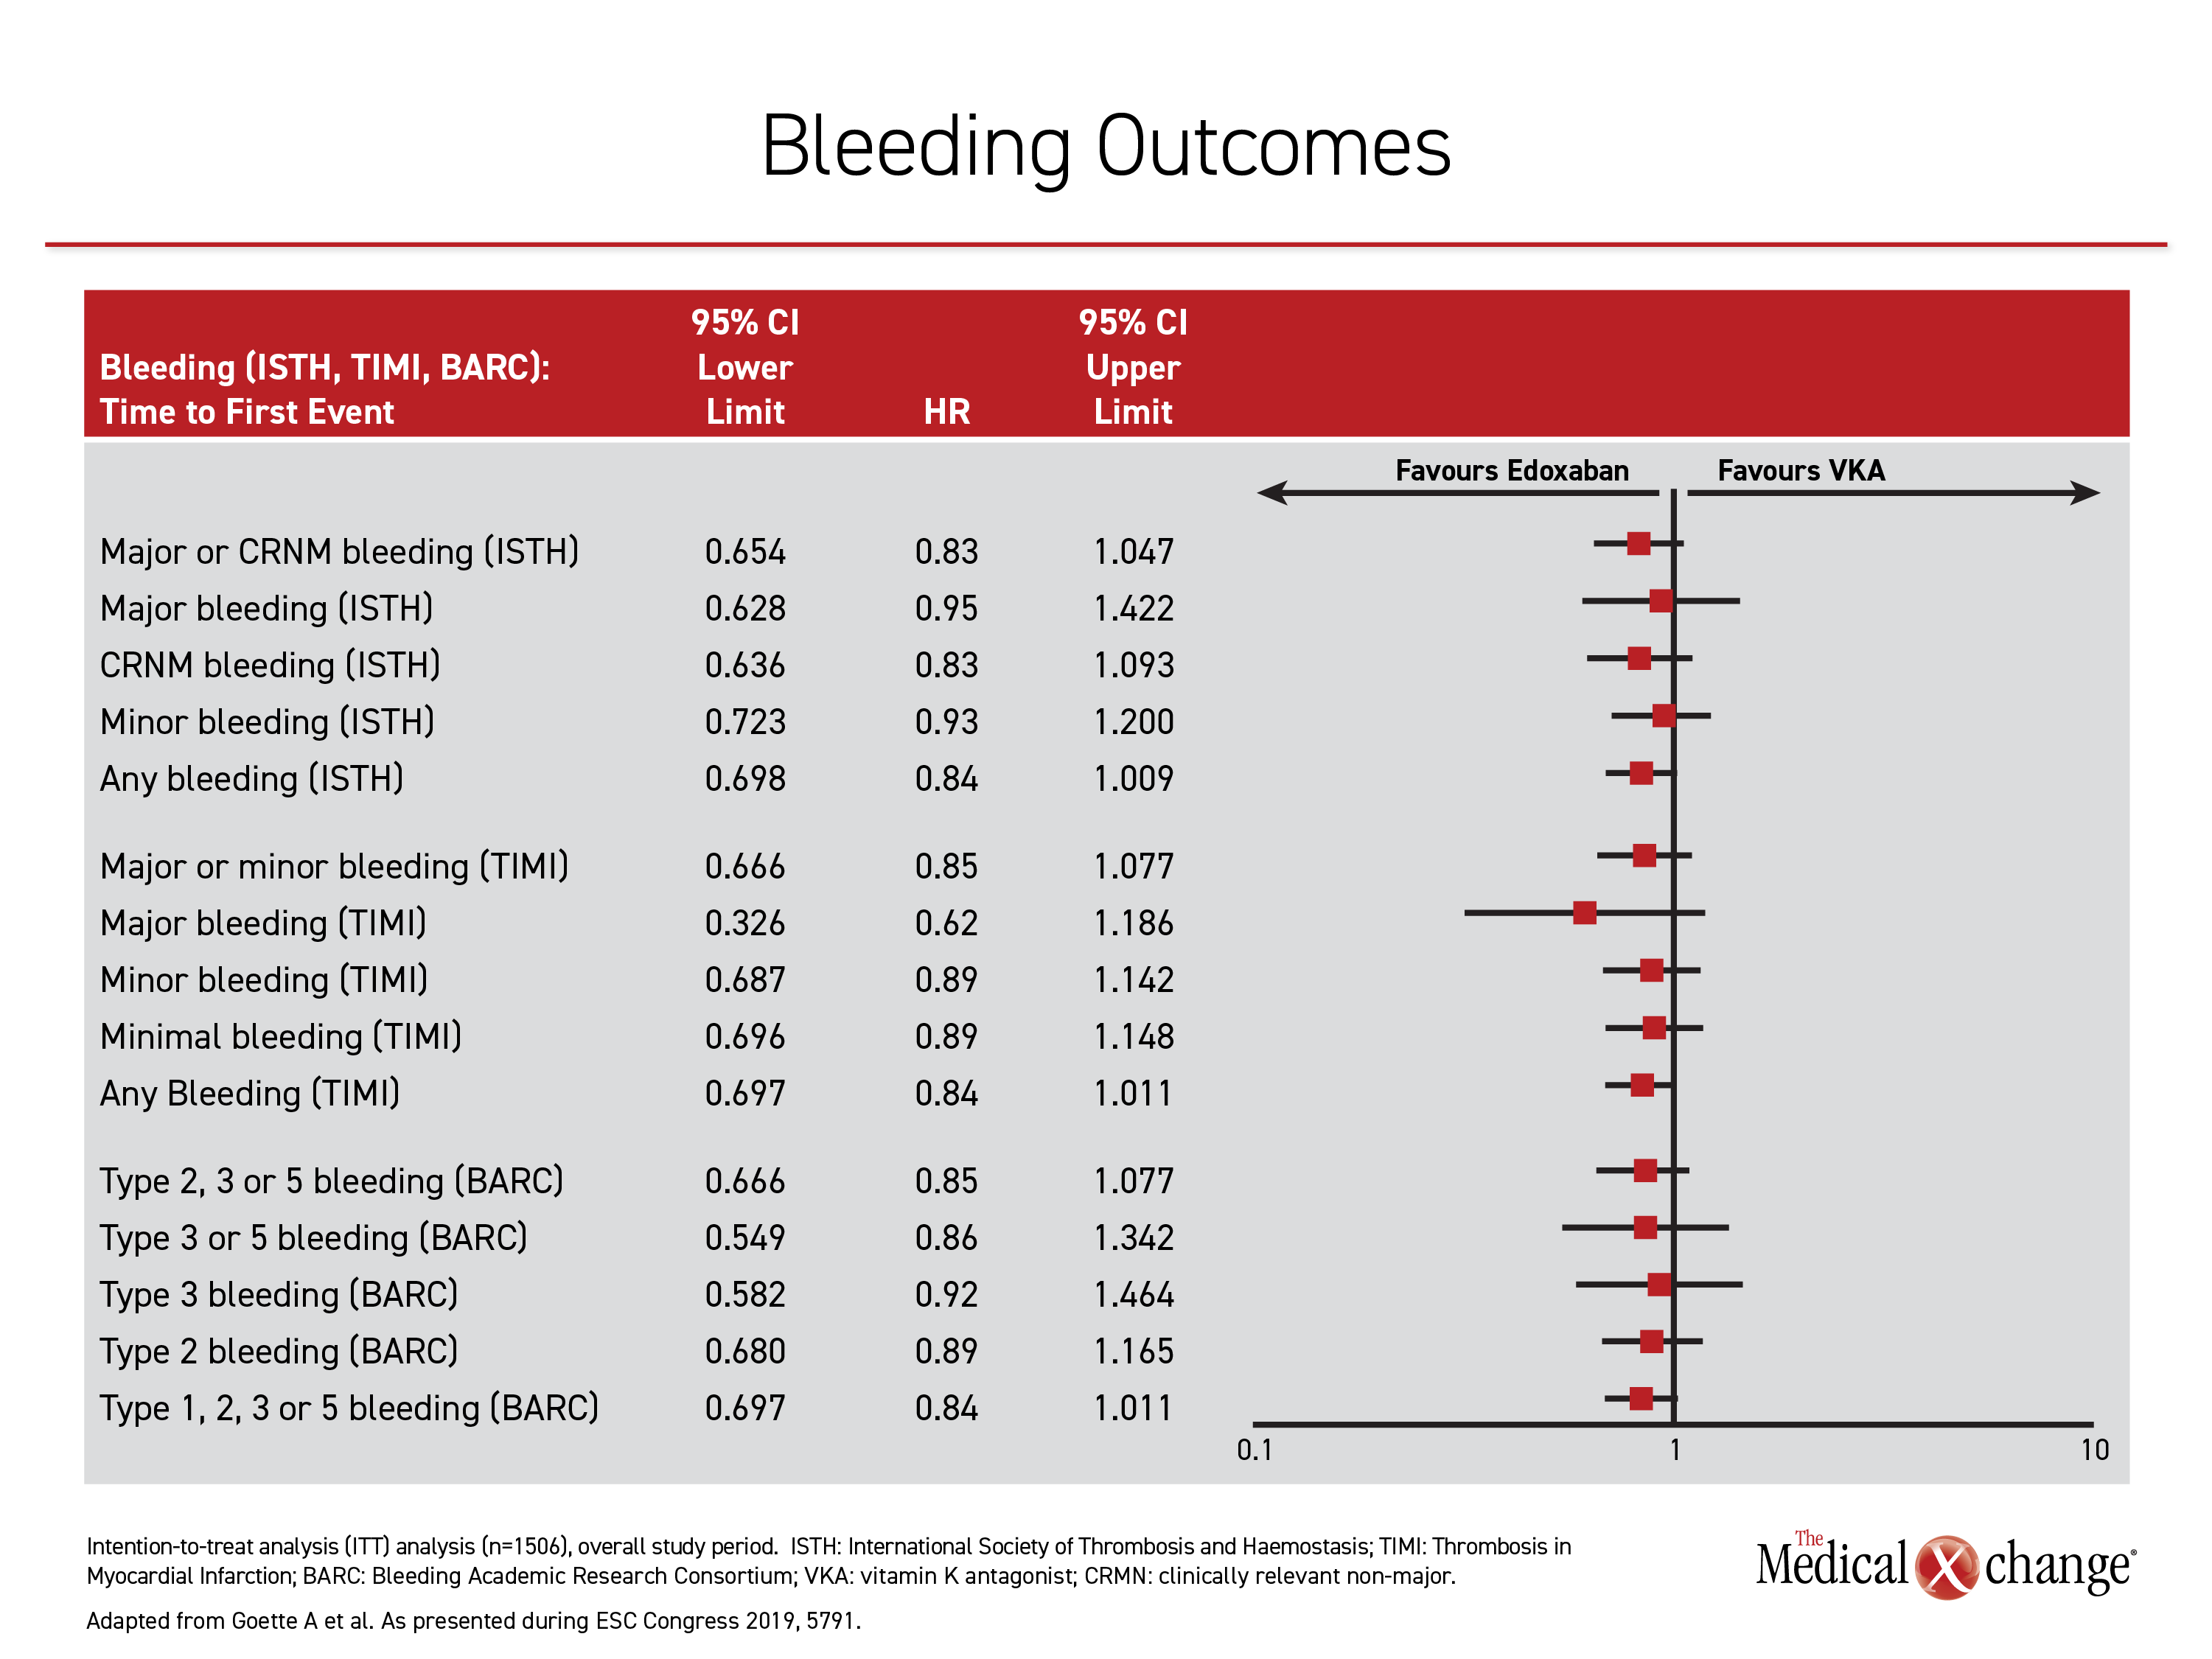 Bleeding Outcomes
95% CI 95% CI
Bleeding (ISTH, TIMI, BARC): Lower Upper
Time to First Event Limit HR Limit
Favours Edoxaban Favours VKA
Major or CRNM bleeding (ISTH) 0.654 0.83 1.047
Major bleeding (ISTH) 0.628 0.95 1.422
CRNM bleeding (ISTH) 0.636 0.83 1.093
Minor bleeding (ISTH) 0.723 0.93 1.200
Any bleeding (ISTH) 0.698 0.84 1.009
Major or minor bleeding (TIMI) 0.666 0.85 1.077
Major bleeding (TIMI) 0.326 0.62 1.186
Minor bleeding (TIMI) 0.687 0.89 1.142
Minimal bleeding (TIMI) 0.696 0.89 1.148
Any Bleeding (TIMI) 0.697 0.84 1.011
Type 2, 3 or 5 bleeding (BARC) 0.666 0.85 1.077
Type 3 or 5 bleeding (BARC) 0.549 0.86 1.342
Type 3 bleeding (BARC) 0.582 0.92 1.464
Type 2 bleeding (BARC) 0.680 0.89 1.165
Type 1, 2, 3 or 5 bleeding (BARC) 0.697 0.84 1.011
0.1 1 10
Intention-to-treat analysis (ITT) analysis (n=1506), overall study period. ISTH: International Society of Thrombosis and Haemostasis; TIMI: Thrombosis in
Myocardial Infarction; BARC: Bleeding Academic Research Consortium; VKA: vitamin K antagonist; CRMN: clinically relevant non-major.
Adapted from Goette A et al. As presented during ESC Congress 2019, 5791.
The
Medical X change®